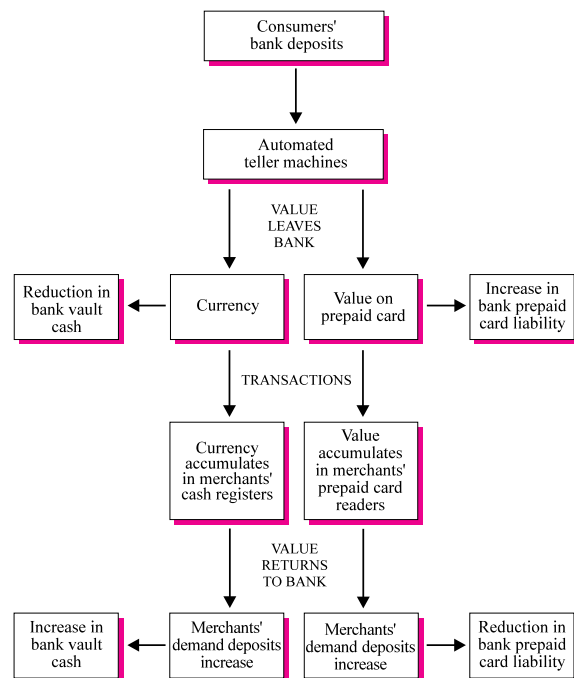 Consumers'
bank deposits
Automated
teller machines
VALUE
LEAVES
BANK
Reduction in
bank vault
cash
Currency
Value on
prepaid card
Increase in
bank prepaid
card liability
TRANSACTIONS
Currency
accumulates
in merchants'
cash registers
Value
accumulates
in merchants'
prepaid card
readers
VALUE
RETURNS
TO BANK
Increase in
bank vault
cash
Merchants'
demand deposits
increase
Merchants'
demand deposits
increase
Reduction in
bank prepaid
card liability